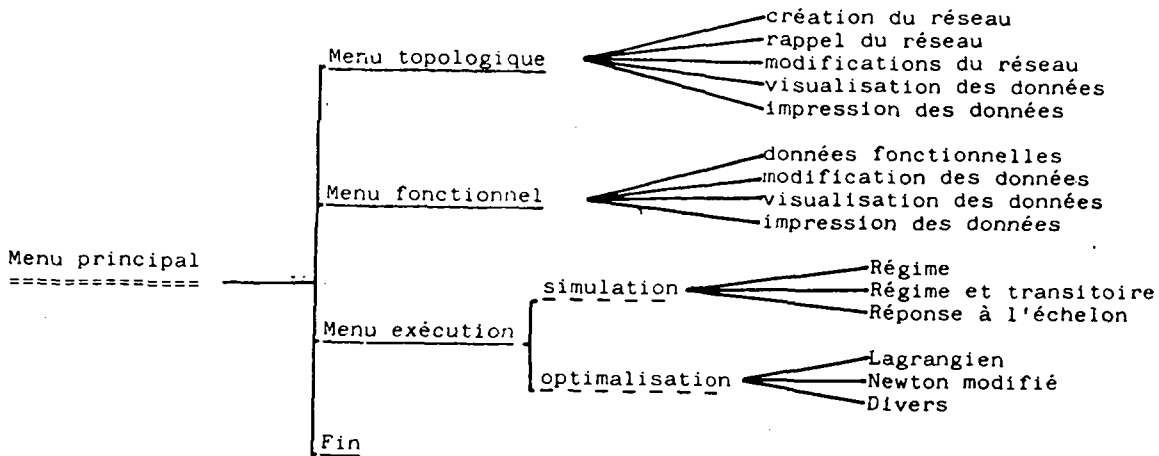 Menu principal
Menu topologique
création du réseau
rappel du réseau
modifications du réseau
visualisation des données
impression des données
Menu fonctionnel
données fonctionnelles
modification des données
visualisation des données
impression des données
Menu exécution
simulation
Régime
Régime et transitoire
Réponse à l'échelon
optimalisation
Lagrangien
Newton modifié
Divers
Fin